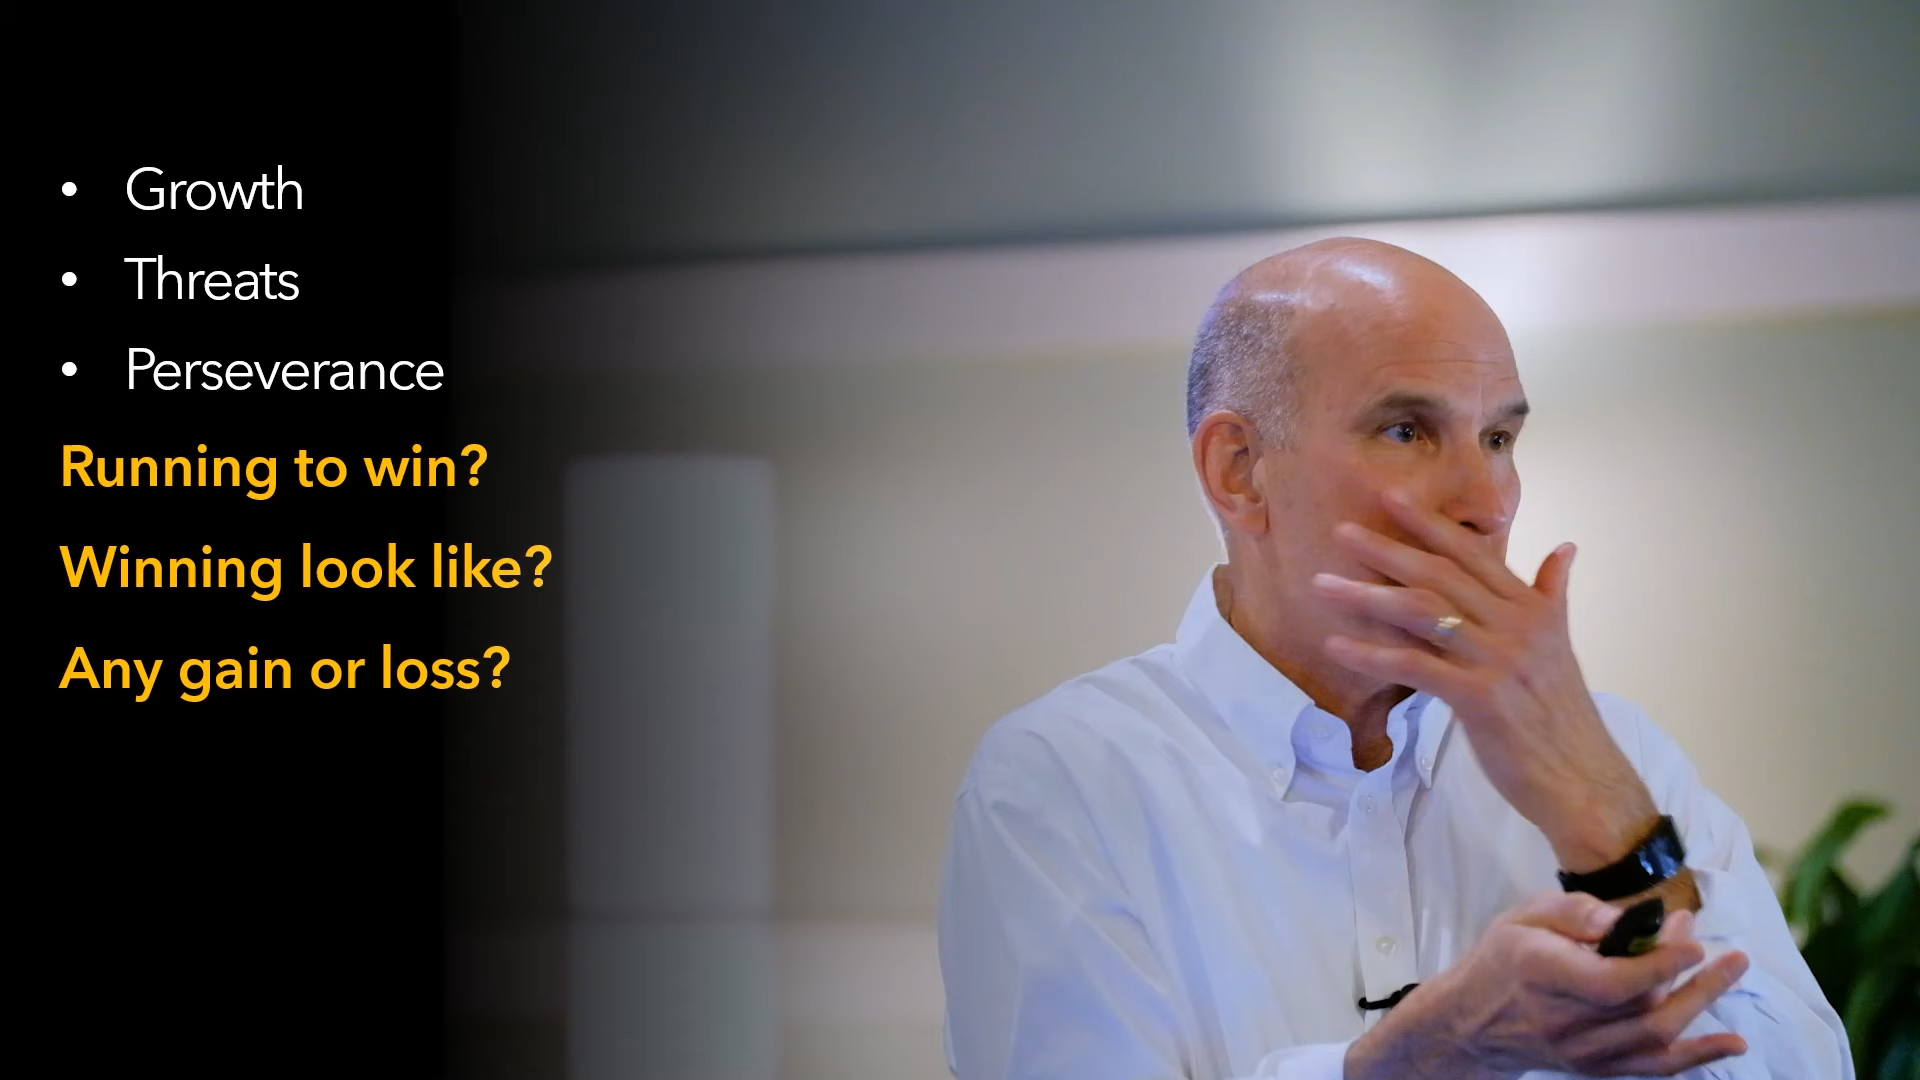 • Growth
• Threats
• Perseverance
Running to win?
Winning look like?
Any gain or loss?